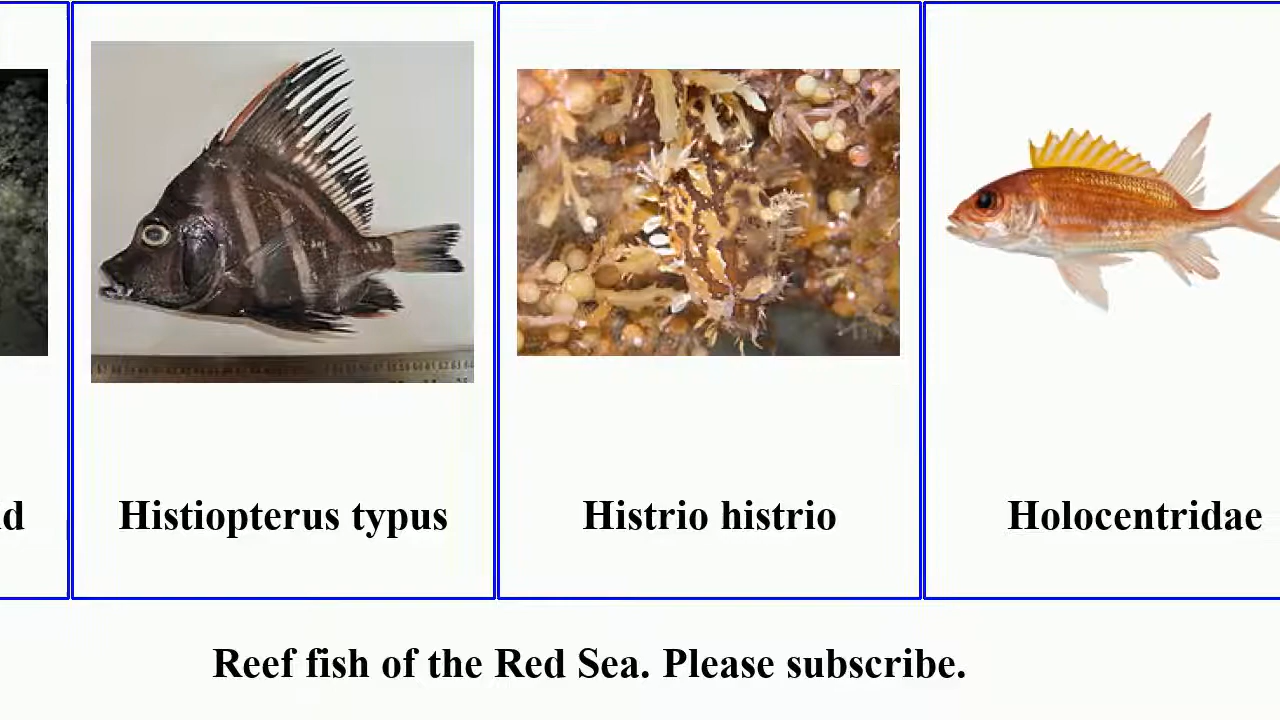 d
Histiopterus typus
Histrio histrio
Holocentridae
Reef fish of the Red Sea. Please subscribe.